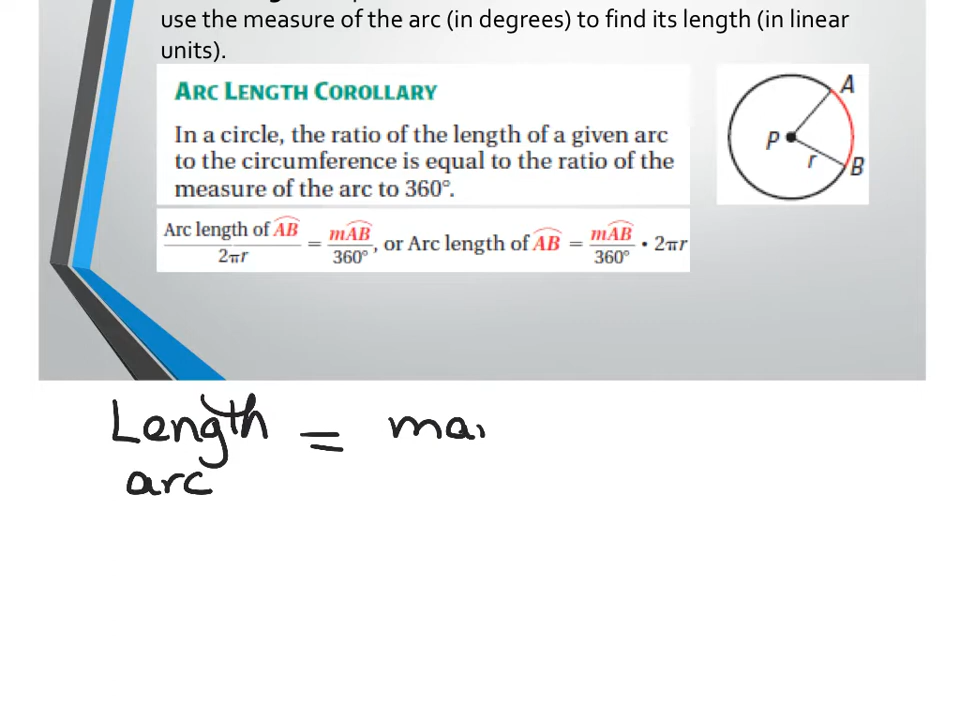 use the measure of the arc (in degrees) to find its length (in linear
units).
ARC LENGTH COROLLARY
In a circle, the ratio of the length of a given arc
to the circumference is equal to the ratio of the
measure of the arc to 360°.
Arc length of AB / 2πr = mAB / 360°, or Arc length of AB = mAB / 360° • 2πr
A
P
r
B
Length = ma
arc